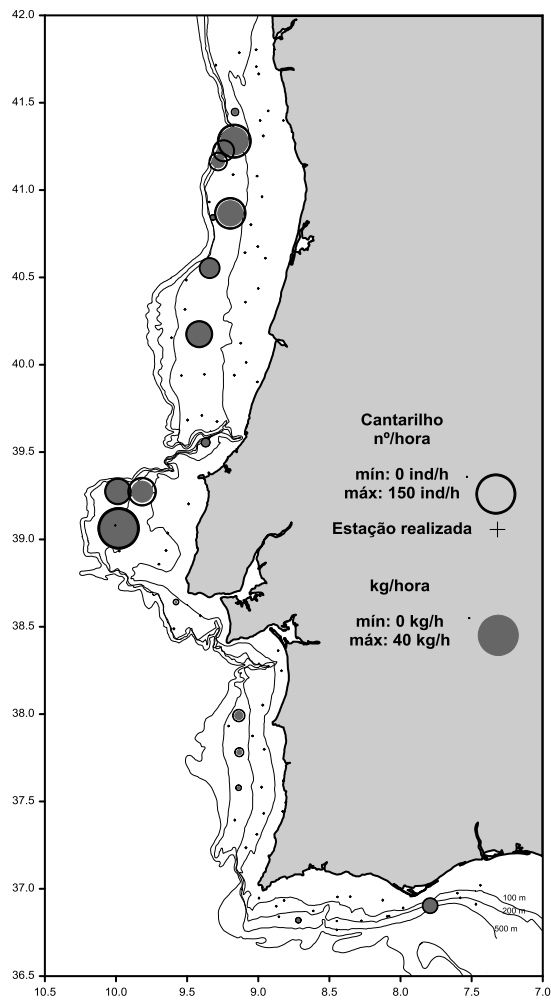 42.0
41.5
41.0
40.5
40.0
39.5
39.0
38.5
38.0
37.5
37.0
36.5
Cantarilho
nº/hora
mín: 0 ind/h
máx: 150 ind/h
Estação realizada
kg/hora
mín: 0 kg/h
máx: 40 kg/h
100 m
200 m
500 m
10.5 10.0 9.5 9.0 8.5 8.0 7.5 7.0